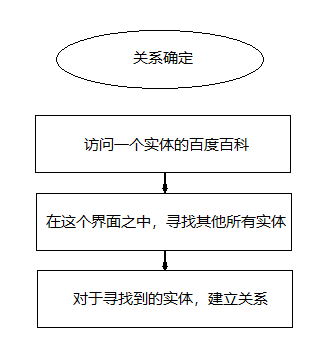 关系确定
访问一个实体的百度百科
在这个界面之中，寻找其他所有实体
对于寻找到的实体，建立关系